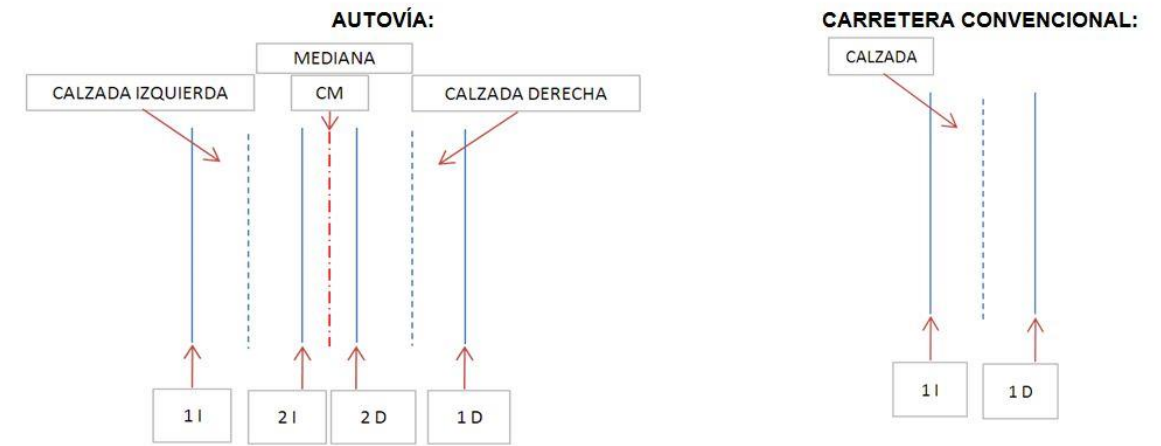 AUTOVÍA:
MEDIANA
CALZADA IZQUIERDA
CM
CALZADA DERECHA
1 I
2 I
2 D
1 D
CARRETERA CONVENCIONAL:
CALZADA
1 I
1 D